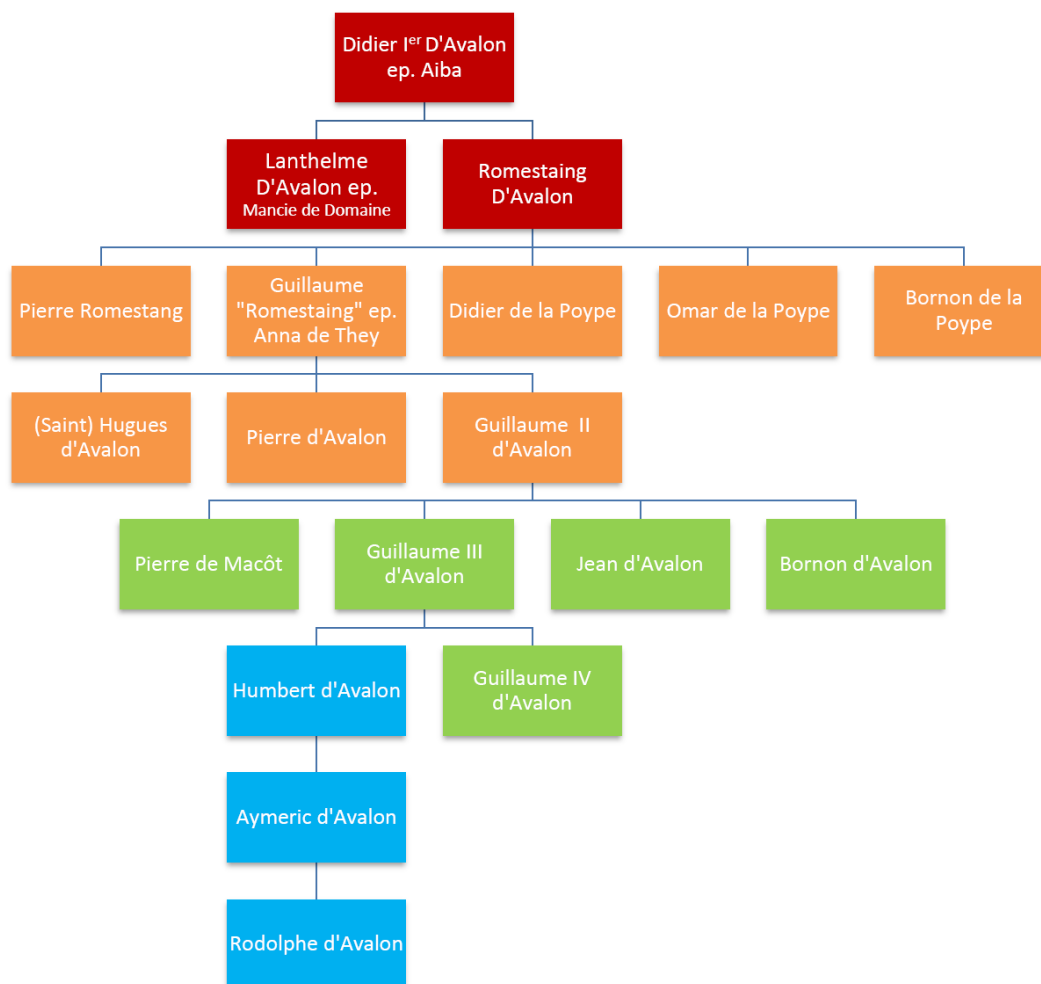 Didier Iᵉʳ D'Avalon
ep. Aiba
Lanthelme
D'Avalon ep.
Mancie de Domaine
Romestaing
D'Avalon
Pierre Romestang
Guillaume
"Romestaing" ep.
Anna de They
Didier de la Poype
Omar de la Poype
Bornon de la
Poype
(Saint) Hugues
d'Avalon
Pierre d'Avalon
Guillaume II
d'Avalon
Pierre de Macôt
Guillaume III
d'Avalon
Jean d'Avalon
Bornon d'Avalon
Humbert d'Avalon
Guillaume IV
d'Avalon
Aymeric d'Avalon
Rodolphe d'Avalon